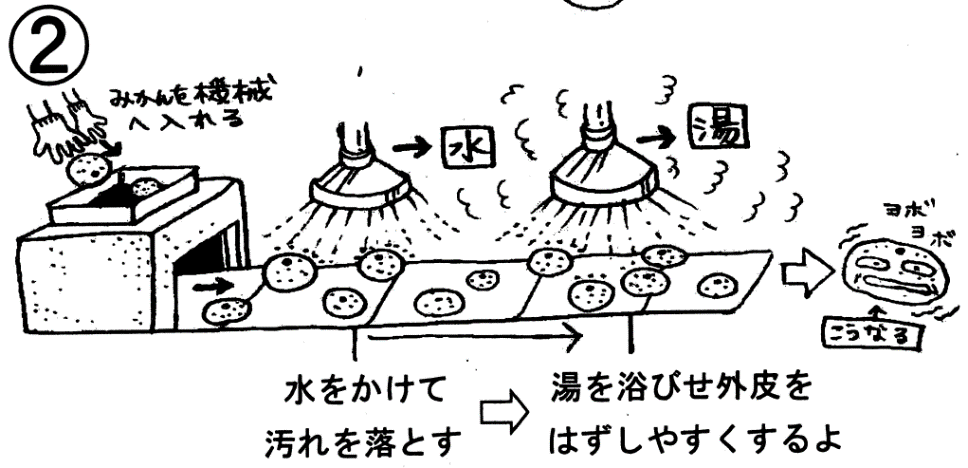 ②
みかんを機械
へ入れる
水
湯
ヨボ
ヨボ
こうなる
水をかけて
汚れを落とす
湯を浴びせ外皮を
はずしやすくするよ